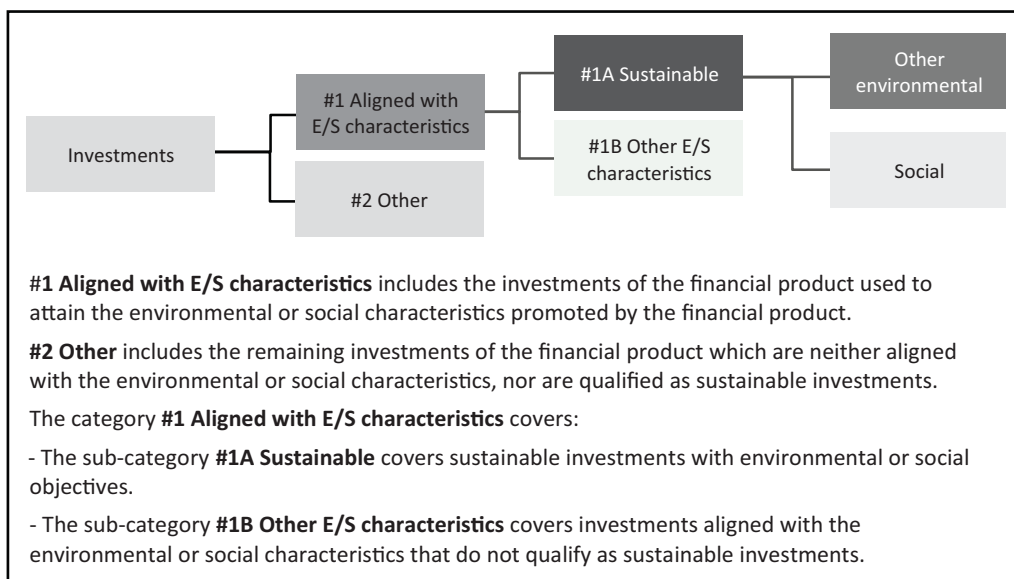 Investments
#1 Aligned with
E/S characteristics
#2 Other
#1A Sustainable
#1B Other E/S
characteristics
Other
environmental
Social
#1 Aligned with E/S characteristics includes the investments of the financial product used to
attain the environmental or social characteristics promoted by the financial product.
#2 Other includes the remaining investments of the financial product which are neither aligned
with the environmental or social characteristics, nor are qualified as sustainable investments.
The category #1 Aligned with E/S characteristics covers:
- The sub-category #1A Sustainable covers sustainable investments with environmental or social
objectives.
- The sub-category #1B Other E/S characteristics covers investments aligned with the
environmental or social characteristics that do not qualify as sustainable investments.